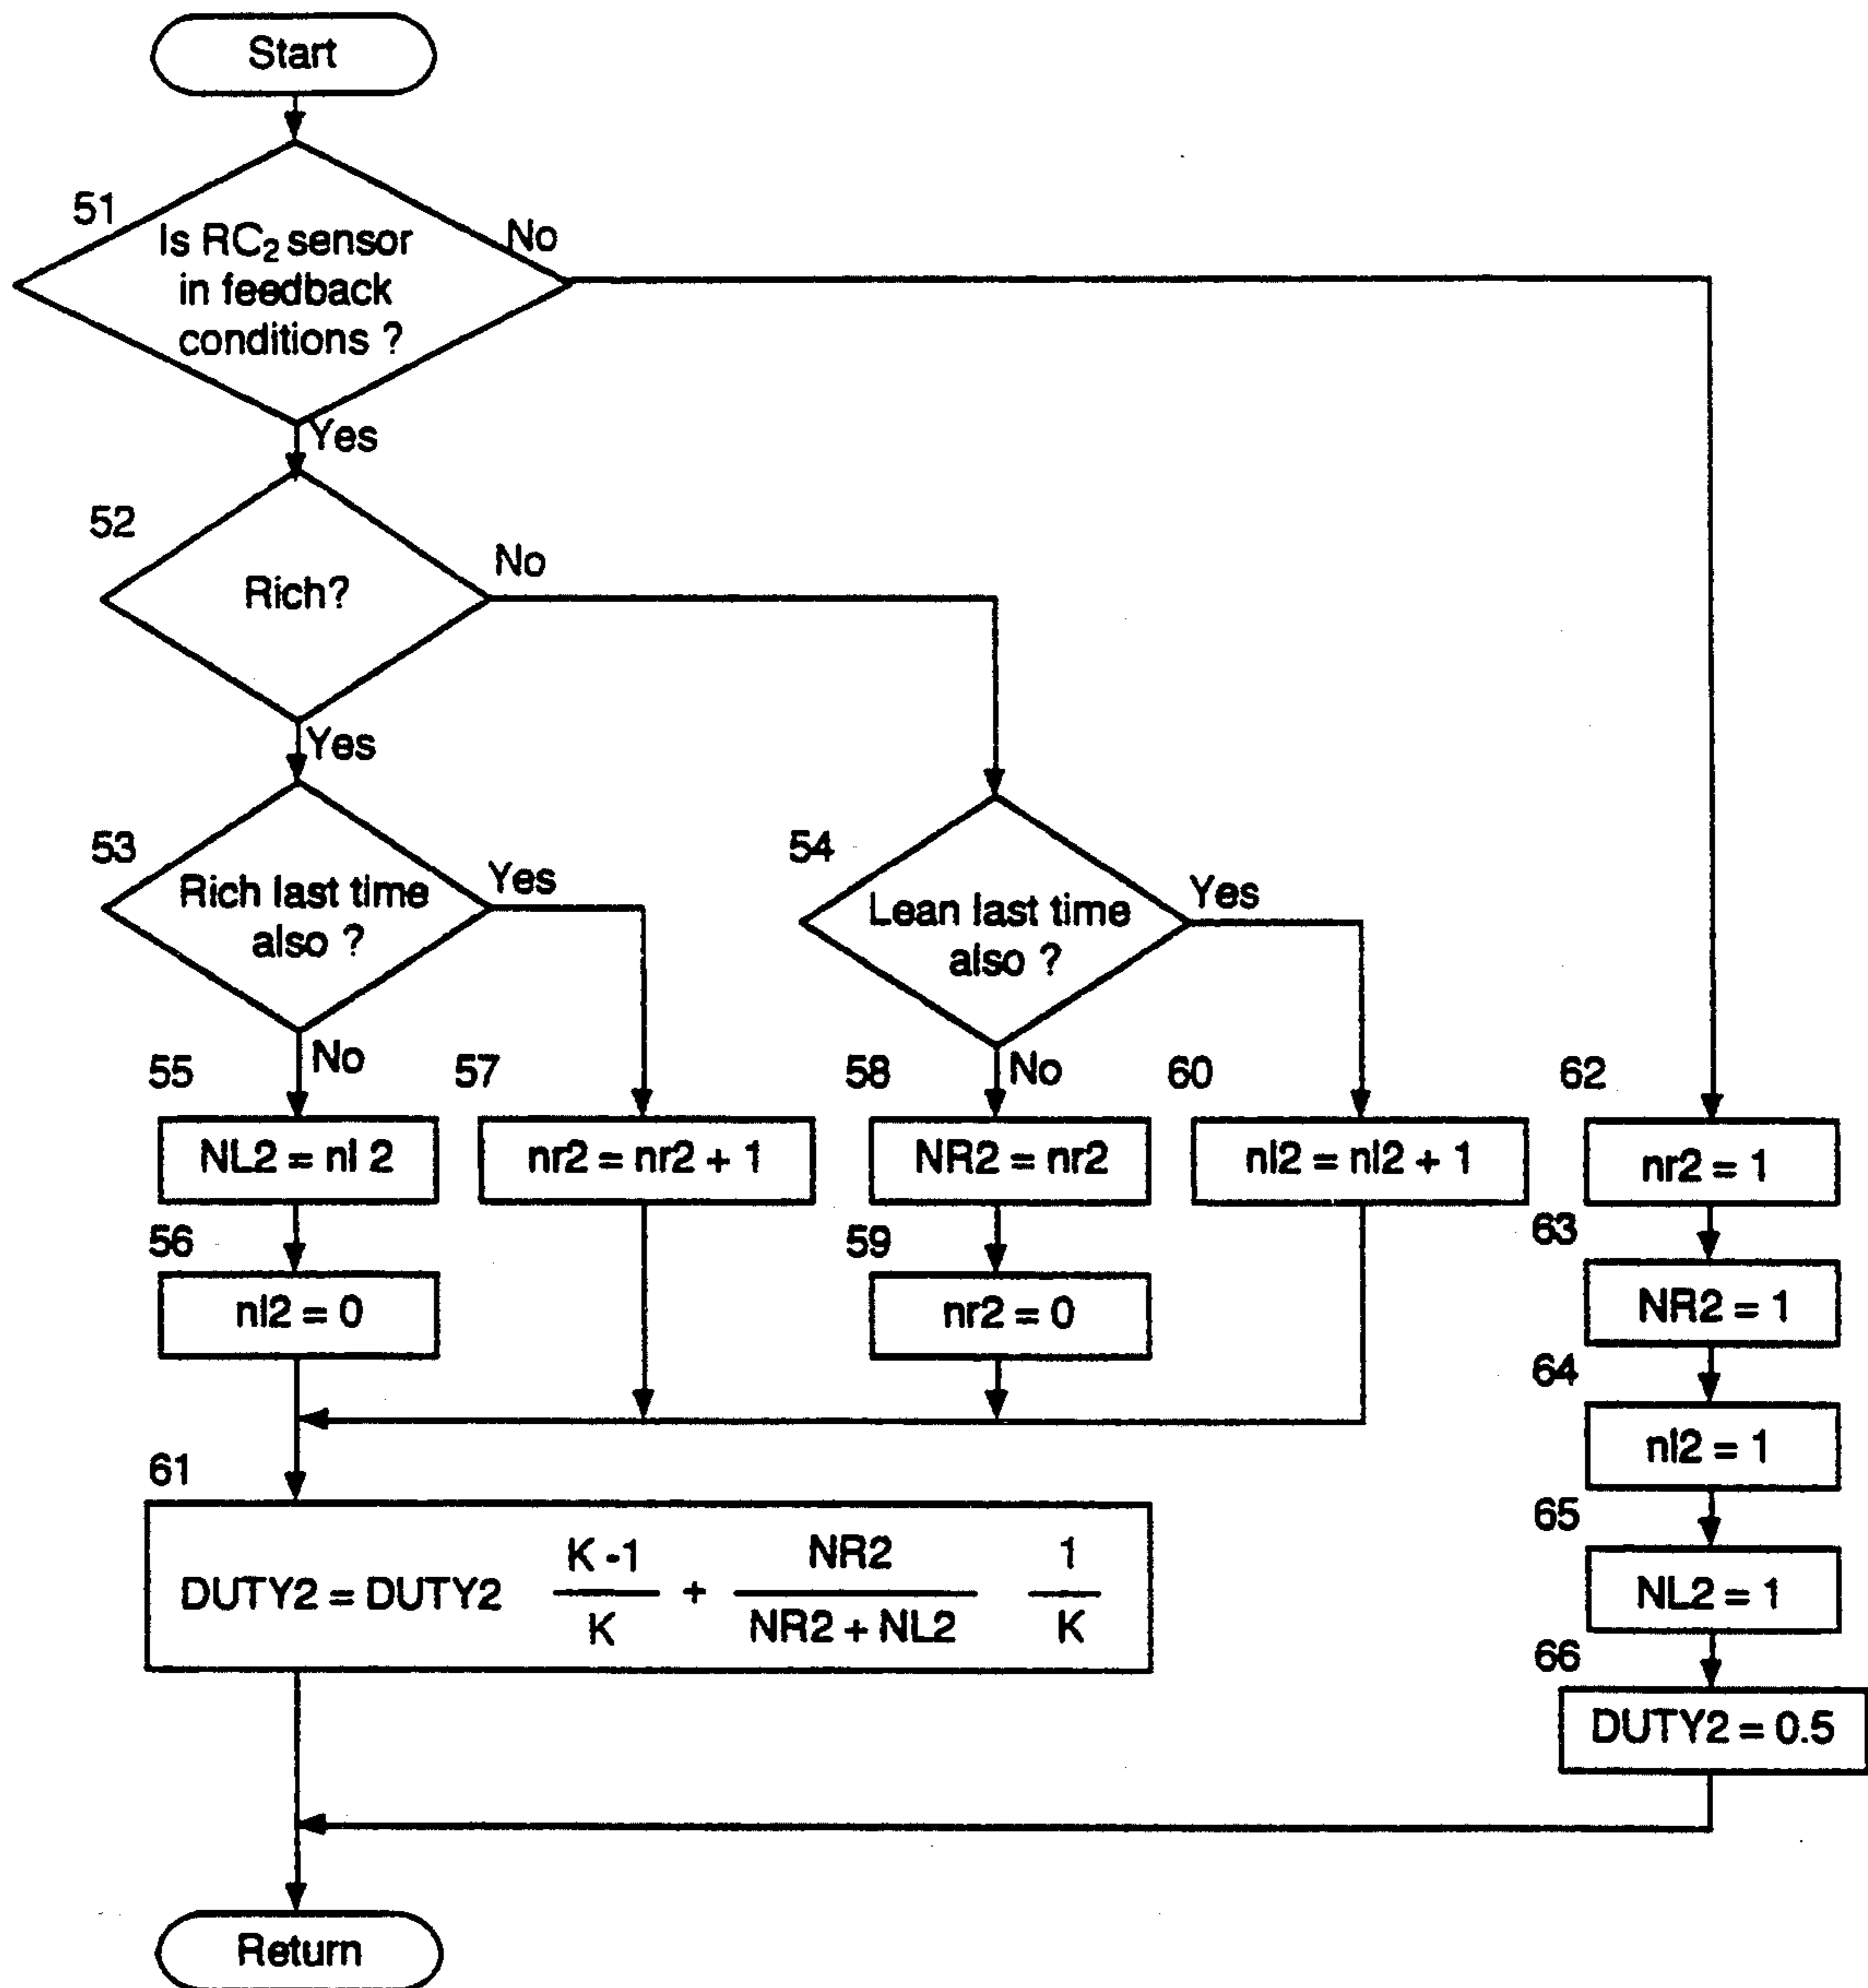 Start
51
Is RC₂ sensor
in feedback
conditions ?
No
Yes
52
Rich?
No
Yes
53
Rich last time
also ?
Yes
No
54
Lean last time
also ?
Yes
No
55
NL2 = nl 2
57
nr2 = nr2 + 1
58
NR2 = nr2
60
nl2 = nl2 + 1
62
nr2 = 1
56
nl2 = 0
59
nr2 = 0
63
NR2 = 1
64
nl2 = 1
61
DUTY2 = DUTY2 K -1 / K + NR2 / NR2 + NL2 1 / K
65
NL2 = 1
66
DUTY2 = 0.5
Return